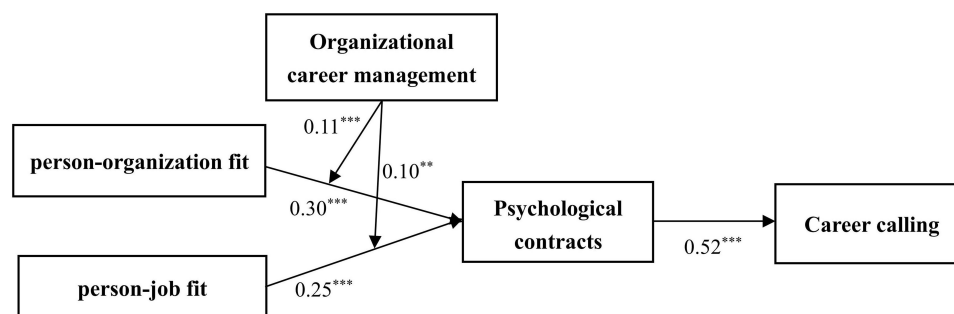 Organizational
career management
0.11***
person-organization fit
0.10**
0.30***
Psychological
contracts
0.52***
Career calling
person-job fit
0.25***